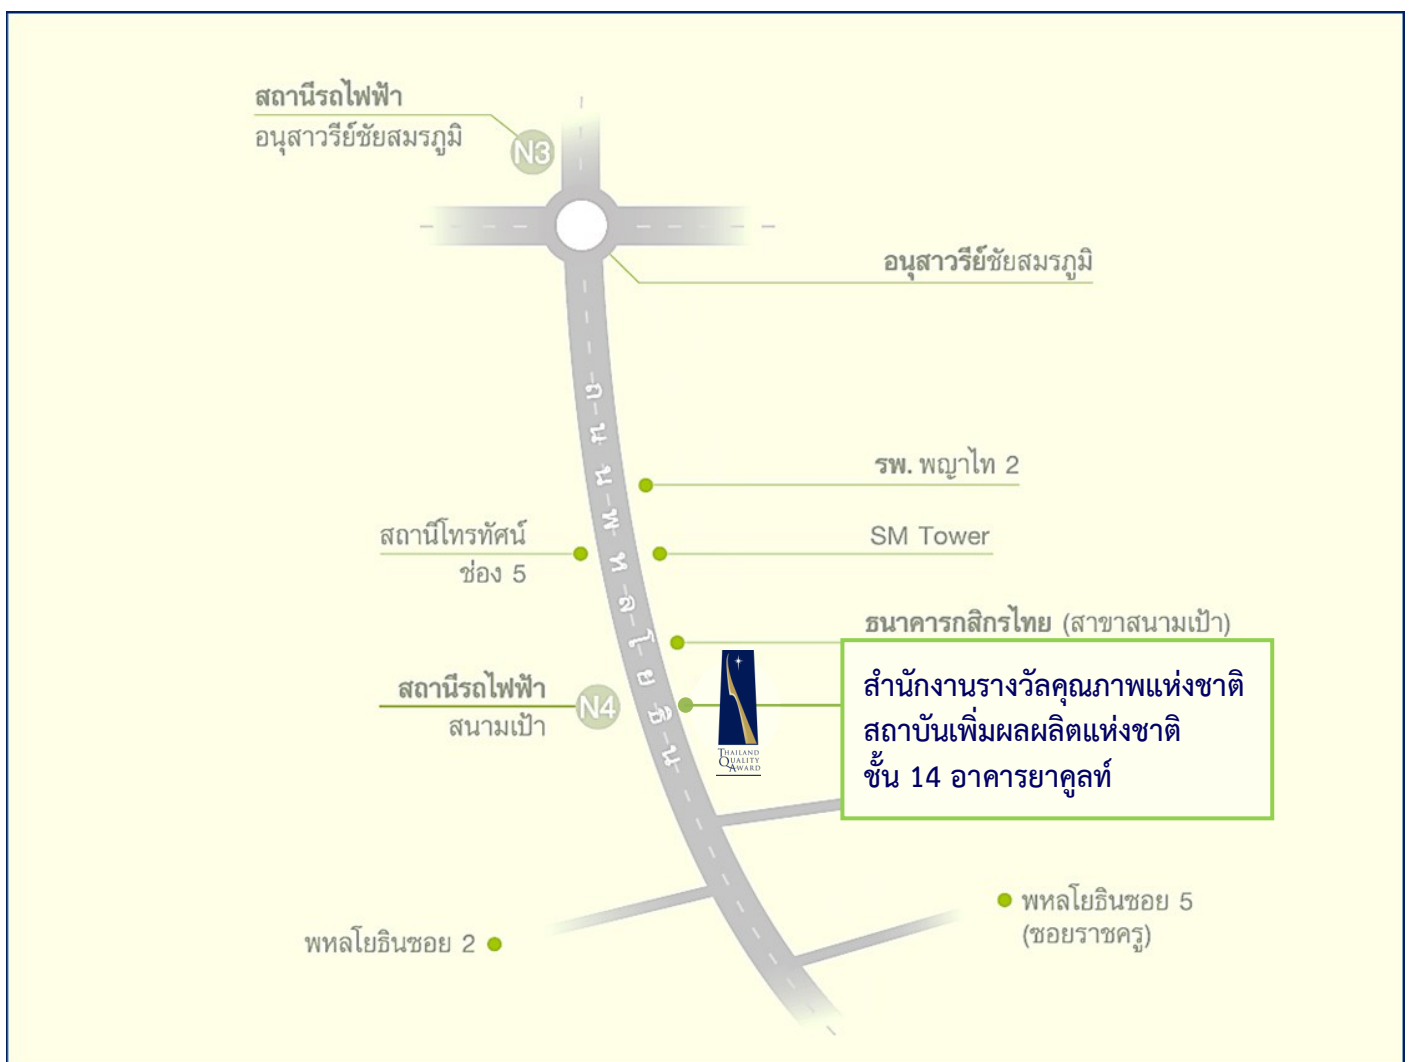 สถานีรถไฟฟ้า
อนุสาวรีย์ชัยสมรภูมิ
N3
อนุสาวรีย์ชัยสมรภูมิ
ถนนพหลโยธิน
รพ. พญาไท 2
สถานีโทรทัศน์
ช่อง 5
SM Tower
ธนาคารกสิกรไทย (สาขาสนามเป้า)
สถานีรถไฟฟ้า
สนามเป้า
N4
THAILAND
QUALITY
AWARD
สำนักงานรางวัลคุณภาพแห่งชาติ
สถาบันเพิ่มผลผลิตแห่งชาติ
ชั้น 14 อาคารยาคูลท์
พหลโยธินซอย 2
พหลโยธินซอย 5
(ซอยราชครู)